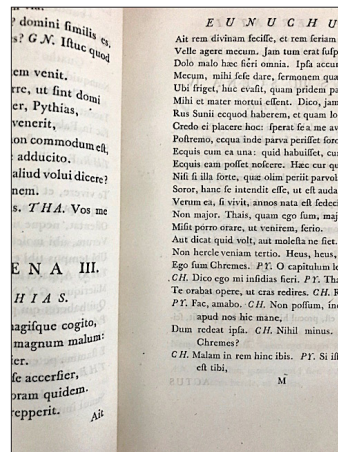 ? domini similis es.
s? G N. Iſtuc quod
em venit.
rre, ut ſint domi
er, Pythias,
venerit,
on commodum eſt,
adducito.
aliud volui dicere?
nem.
s. THA. Vos me
ENA III.
HIAS.
agiſque cogito,
magnum malum:
ier.
ſe accerſier,
oram quidem.
repperit.
Ait
EUNUCHU
Ait rem divinam feciſſe, et rem ſeriam
Velle agere mecum. Jam tum erat ſuſp
Dolo malo hæc fieri omnia. Ipſa accum
Mecum, mihi ſeſe dare, ſermonem quæ
Ubi friget, huc evaſit, quam pridem pa
Mihi et mater mortui eſſent. Dico, jam
Rus Sunii ecquod haberem, et quam lo
Credo ei placere hoc: ſperat ſe a me av
Poſtremo, ecqua inde parva periſſet ſoro
Ecquis cum ea una: quid habuiſſet, cum
Ecquis eam poſſet noſcere. Hæc cur qu
Niſi ſi illa forte, quæ olim periit parvol
Soror, hanc ſe intendit eſſe, ut eſt auda
Verum ea, ſi vivit, annos nata eſt ſedeci
Non major. Thais, quam ego ſum, maj
Miſit porro orare, ut venirem, ſerio.
Aut dicat quid volt, aut moleſta ne ſiet.
Non hercle veniam tertio. Heus, heus,
Ego ſum Chremes. PY. O capitulum le
CH. Dico ego mi inſidias fieri. PY. Tha
Te orabat opere, ut cras redires. CH. R
PY. Fac, amabo. CH. Non poſſum, in
apud nos hic mane,
Dum redeat ipſa. CH. Nihil minus.
Chremes?
CH. Malam in rem hinc ibis. PY. Si iſ
eſt tibi,
M